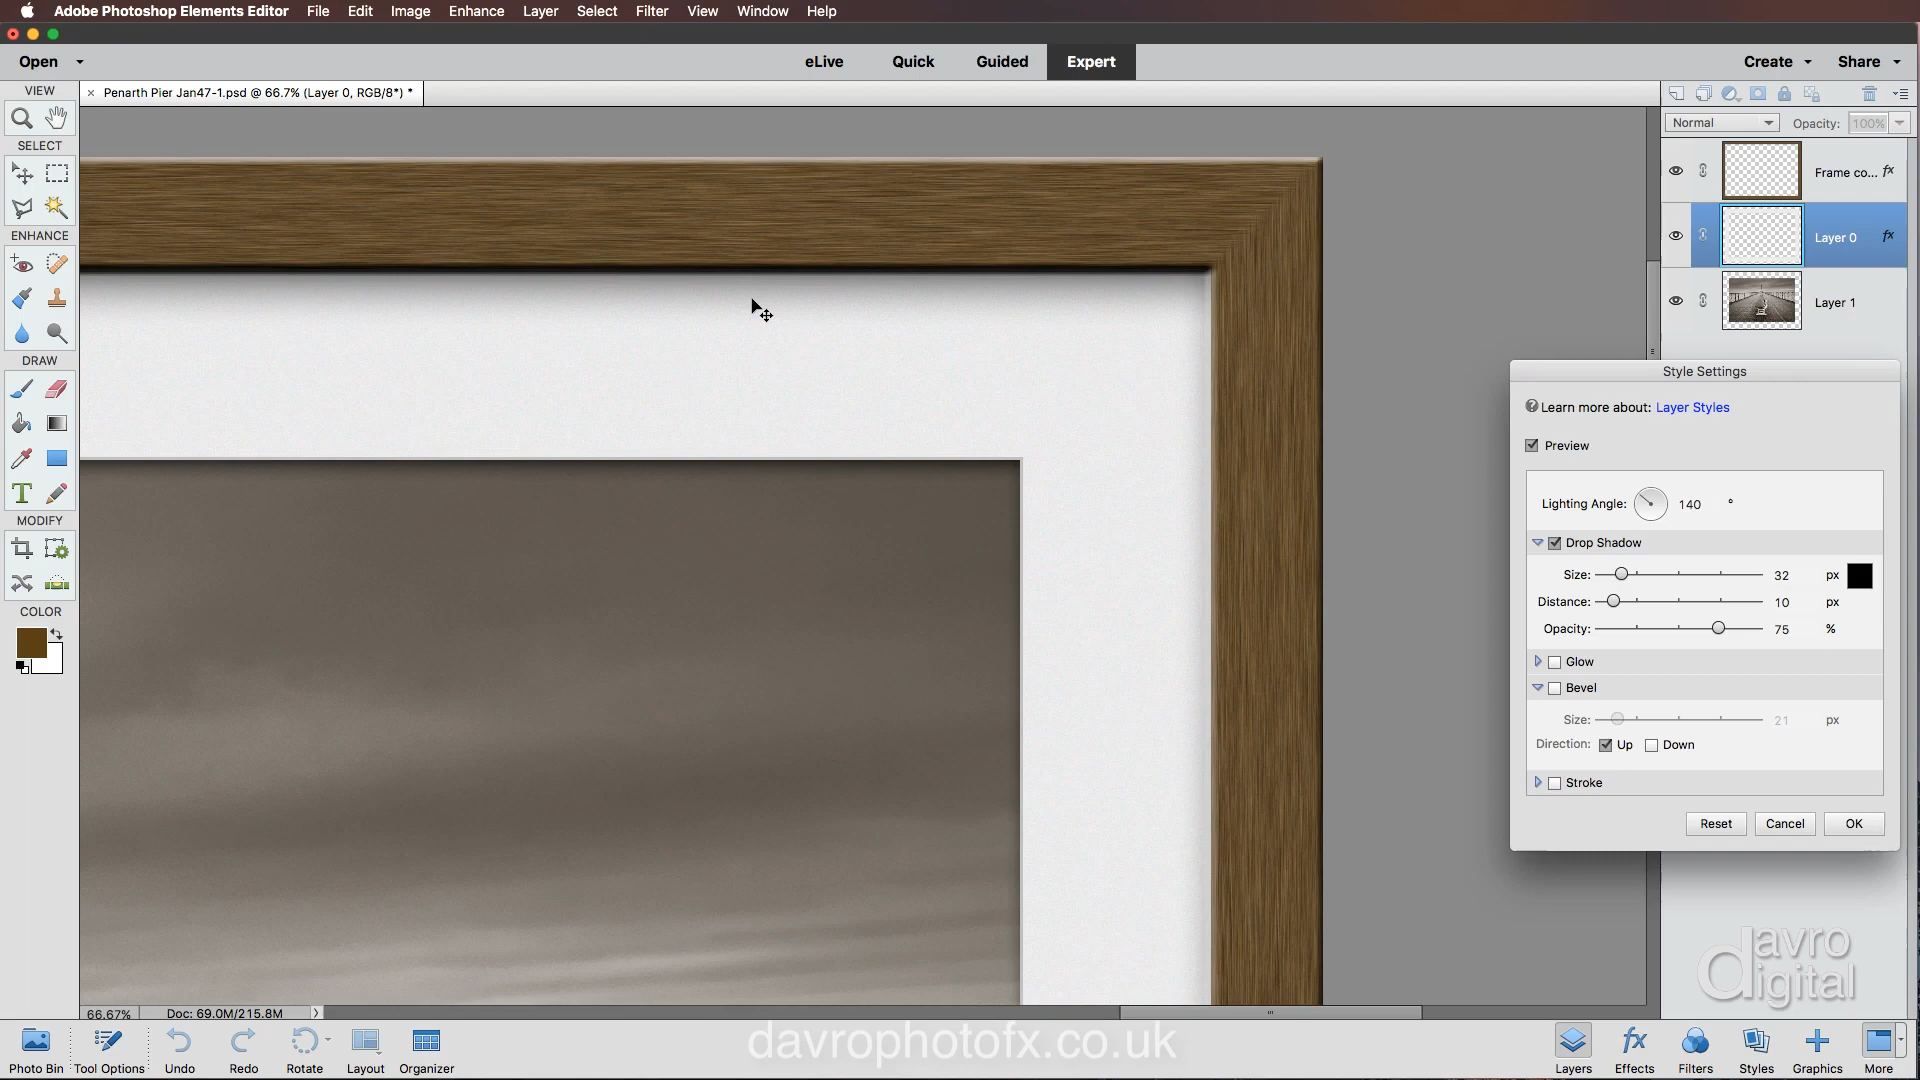 Adobe Photoshop Elements Editor File Edit Image Enhance Layer Select Filter View Window Help
Open eLive Quick Guided Expert Create Share
VIEW
× Penarth Pier Jan47-1.psd @ 66.7% (Layer 0, RGB/8*) *
Normal Opacity: 100%
SELECT
Frame co... fx
ENHANCE
Layer 0 fx
Layer 1
DRAW
T
MODIFY
COLOR
Style Settings
Learn more about: Layer Styles
Preview
Lighting Angle: 140 °
Drop Shadow
Size: 32 px
Distance: 10 px
Opacity: 75 %
Glow
Bevel
Size: 21 px
Direction: Up Down
Stroke
Reset Cancel OK
davro
digital
66.67% Doc: 69.0M/215.8M
davrophotofx.co.uk
fx
Photo Bin Tool Options Undo Redo Rotate Layout Organizer Layers Effects Filters Styles Graphics More